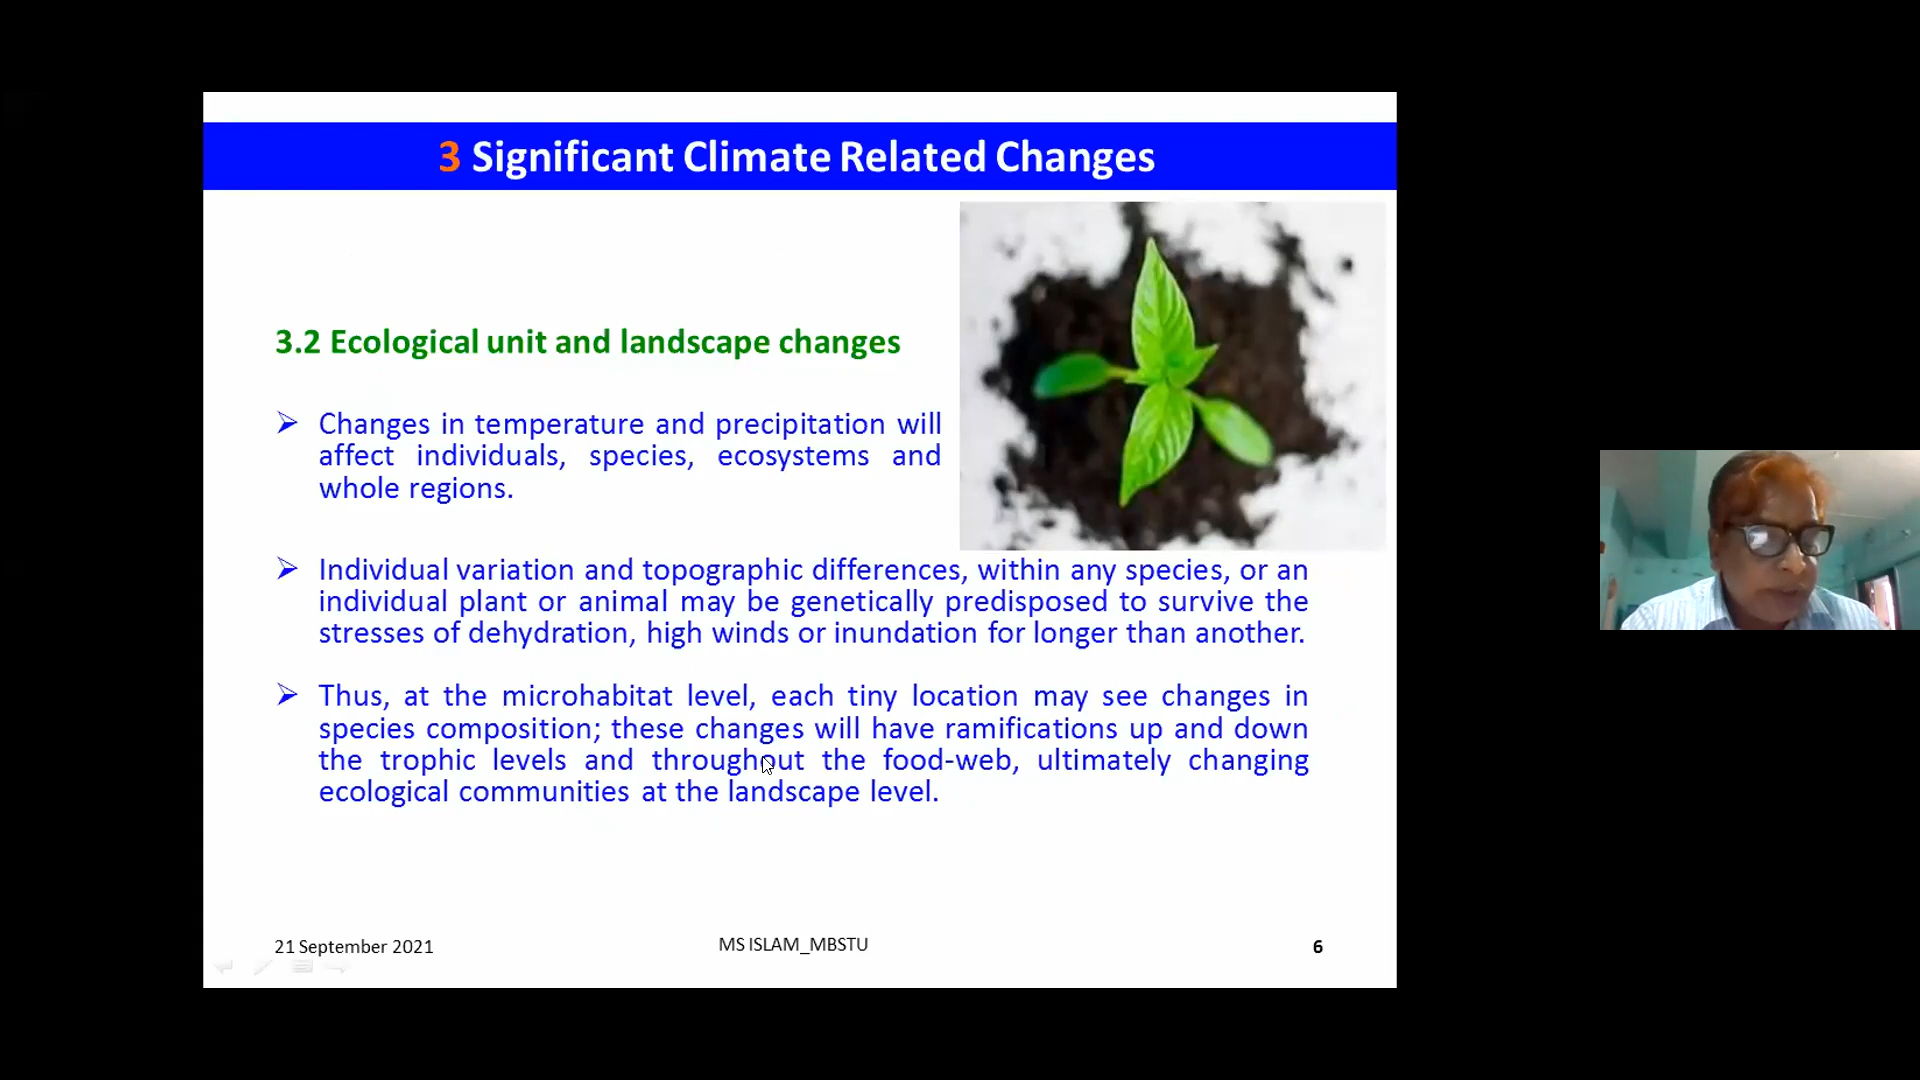 3 Significant Climate Related Changes
3.2 Ecological unit and landscape changes
➢ Changes in temperature and precipitation will
affect individuals, species, ecosystems and
whole regions.
➢ Individual variation and topographic differences, within any species, or an
individual plant or animal may be genetically predisposed to survive the
stresses of dehydration, high winds or inundation for longer than another.
➢ Thus, at the microhabitat level, each tiny location may see changes in
species composition; these changes will have ramifications up and down
the trophic levels and throughout the food-web, ultimately changing
ecological communities at the landscape level.
21 September 2021
MS ISLAM_MBSTU
6